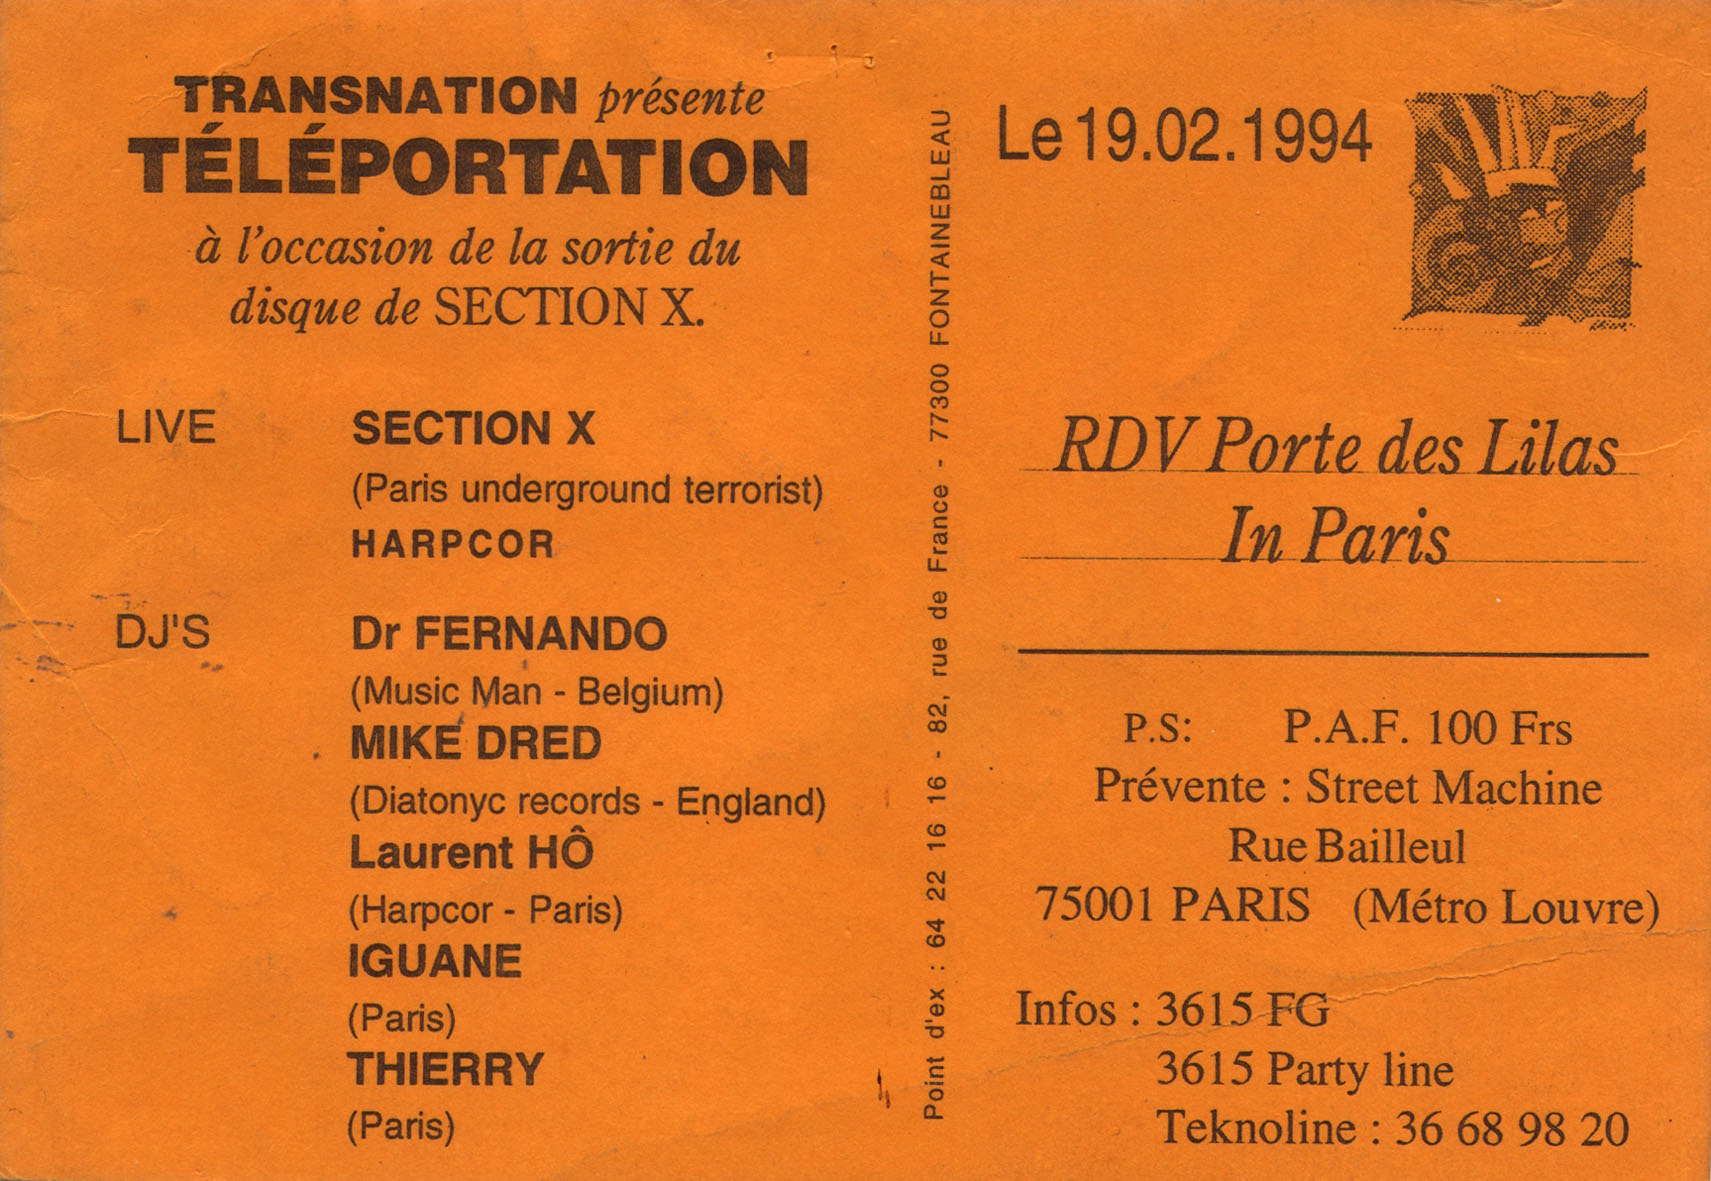 TRANSNATION présente
TÉLÉPORTATION
à l'occasion de la sortie du
disque de SECTION X.
LIVE SECTION X
(Paris underground terrorist)
HARPCOR
DJ'S Dr FERNANDO
(Music Man - Belgium)
MIKE DRED
(Diatonyc records - England)
Laurent HÔ
(Harpcor - Paris)
IGUANE
(Paris)
THIERRY
(Paris)
Point d'ex : 64 22 16 16 - 82, rue de France - 77300 FONTAINEBLEAU
Le 19.02.1994
RDV Porte des Lilas
In Paris
P.S: P.A.F. 100 Frs
Prévente : Street Machine
Rue Bailleul
75001 PARIS (Métro Louvre)
Infos : 3615 FG
3615 Party line
Teknoline : 36 68 98 20